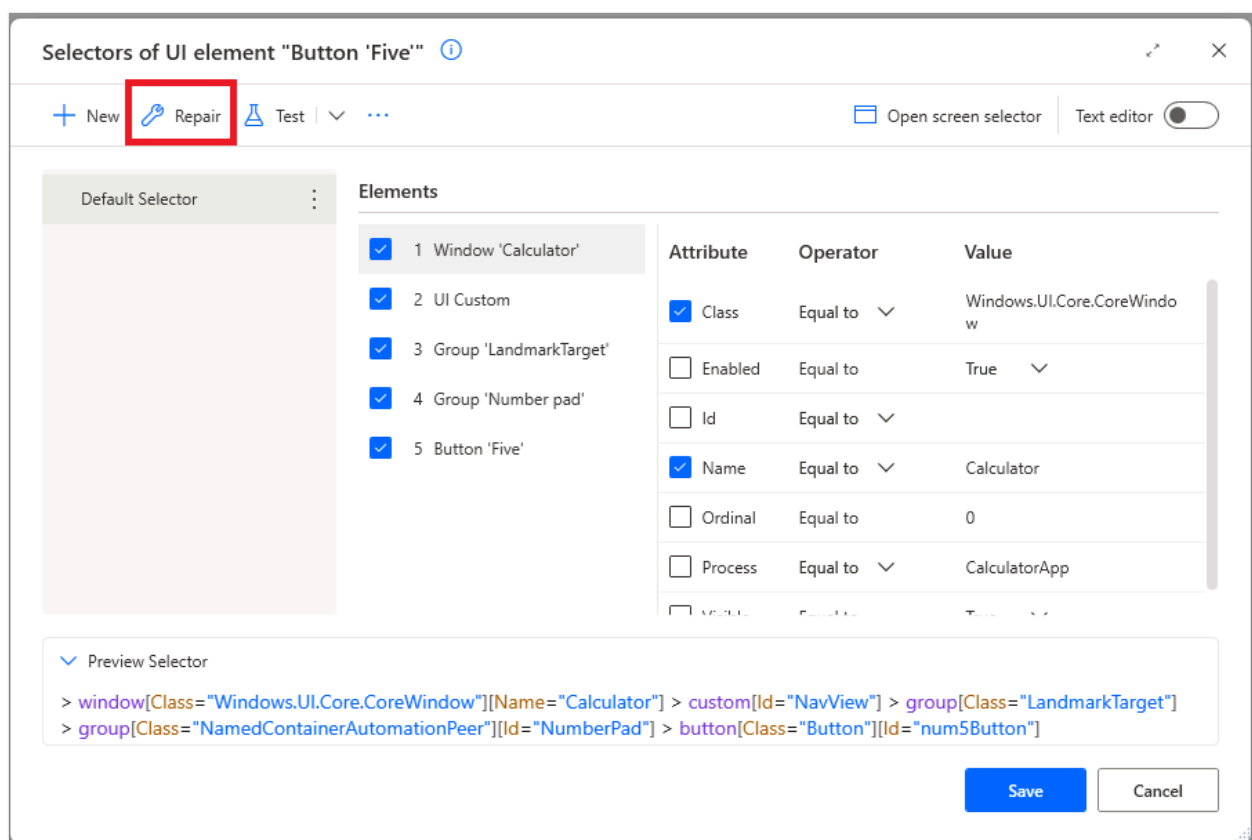 Selectors of UI element "Button 'Five'"
New Repair Test Open screen selector Text editor
Default Selector
Elements
1 Window 'Calculator'
2 UI Custom
3 Group 'LandmarkTarget'
4 Group 'Number pad'
5 Button 'Five'
Attribute Operator Value
Class Equal to Windows.UI.Core.CoreWindo
w
Enabled Equal to True
Id Equal to
Name Equal to Calculator
Ordinal Equal to 0
Process Equal to CalculatorApp
Preview Selector
> window[Class="Windows.UI.Core.CoreWindow"][Name="Calculator"] > custom[Id="NavView"] > group[Class="LandmarkTarget"]
> group[Class="NamedContainerAutomationPeer"][Id="NumberPad"] > button[Class="Button"][Id="num5Button"]
Save Cancel